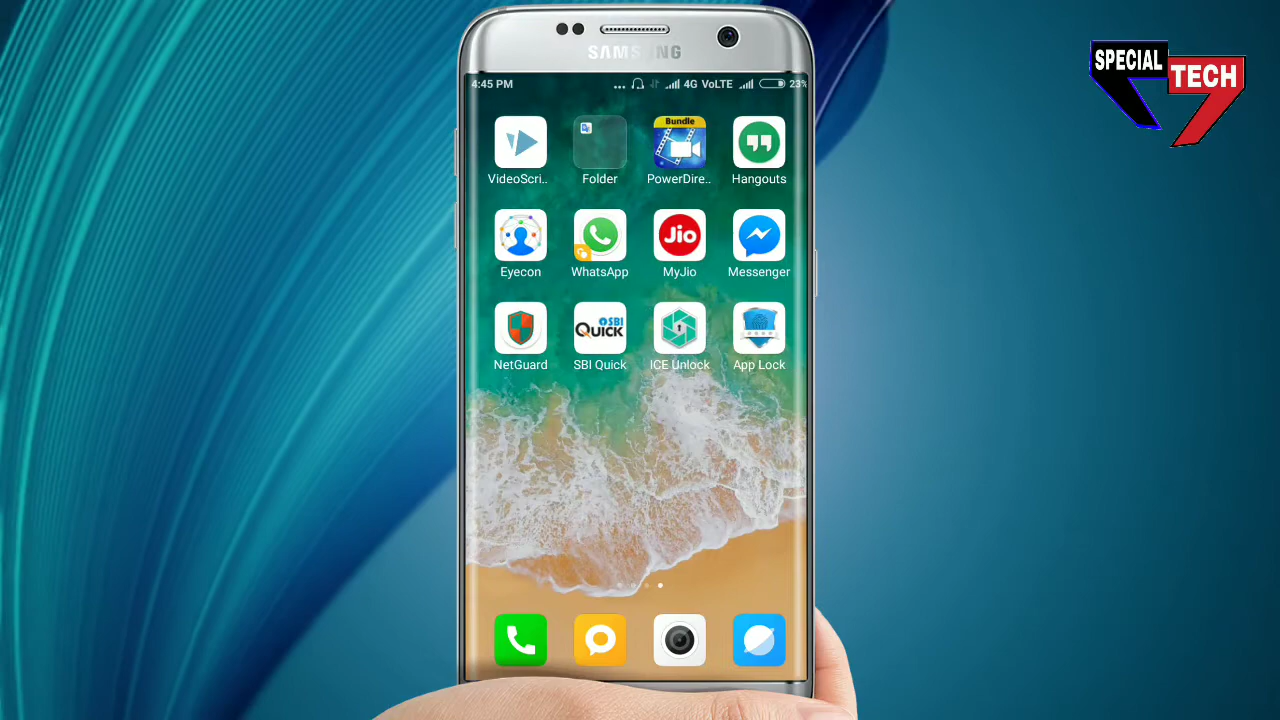 SPECIAL
TECH
SAMSUNG
4:45 PM ... 4G VoLTE 23%
VideoScri..
Folder
Bundle
PowerDire..
Hangouts
Eyecon
WhatsApp
Jio
MyJio
Messenger
NetGuard
SBI
QUICK
SBI Quick
ICE Unlock
App Lock